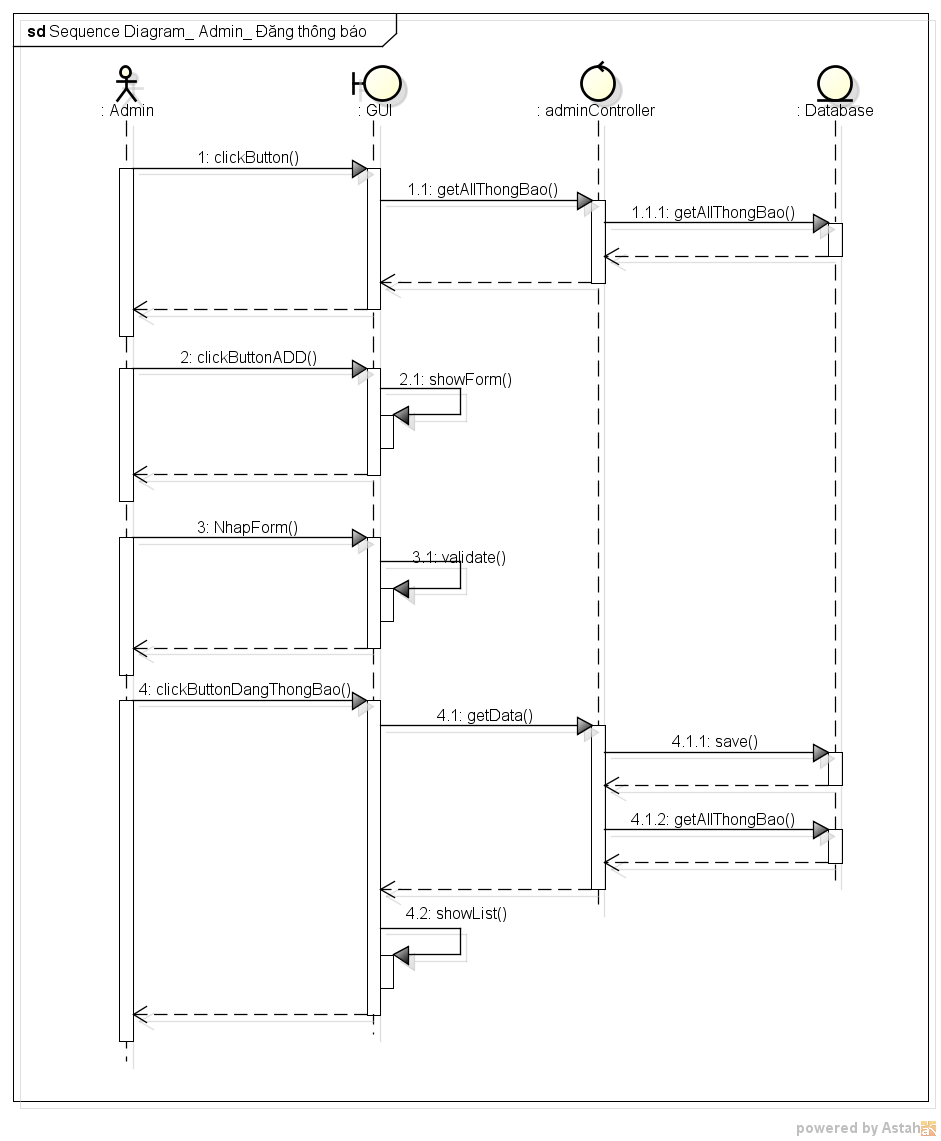 sd Sequence Diagram_ Admin_ Đăng thông báo
: Admin
: GUI
: adminController
: Database
1: clickButton()
1.1: getAllThongBao()
1.1.1: getAllThongBao()
2: clickButtonADD()
2.1: showForm()
3: NhapForm()
3.1: validate()
4: clickButtonDangThongBao()
4.1: getData()
4.1.1: save()
4.1.2: getAllThongBao()
4.2: showList()
powered by Astah